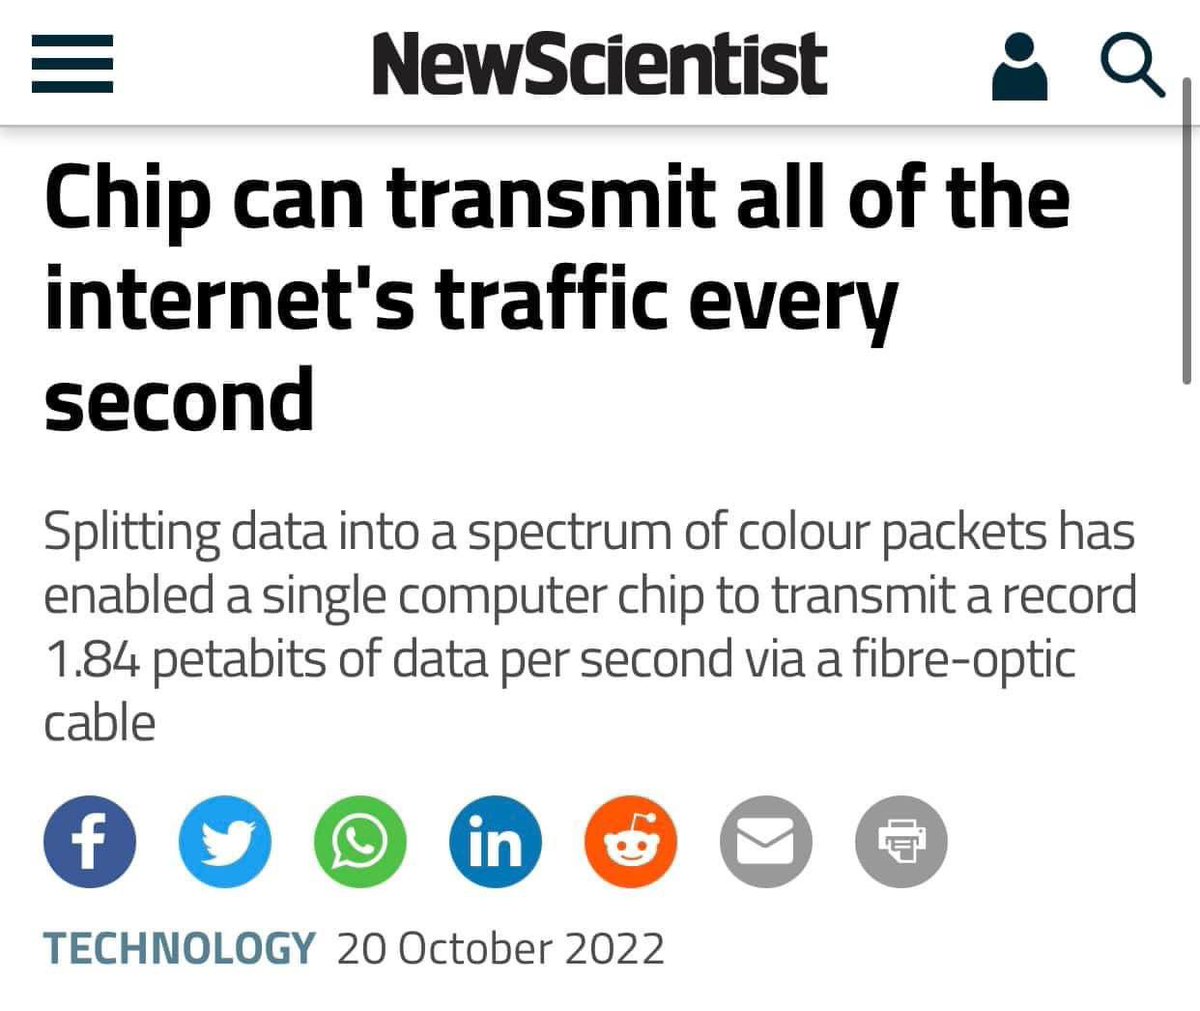 NewScientist
Chip can transmit all of the
internet's traffic every
second
Splitting data into a spectrum of colour packets has
enabled a single computer chip to transmit a record
1.84 petabits of data per second via a fibre-optic
cable
f in
TECHNOLOGY 20 October 2022